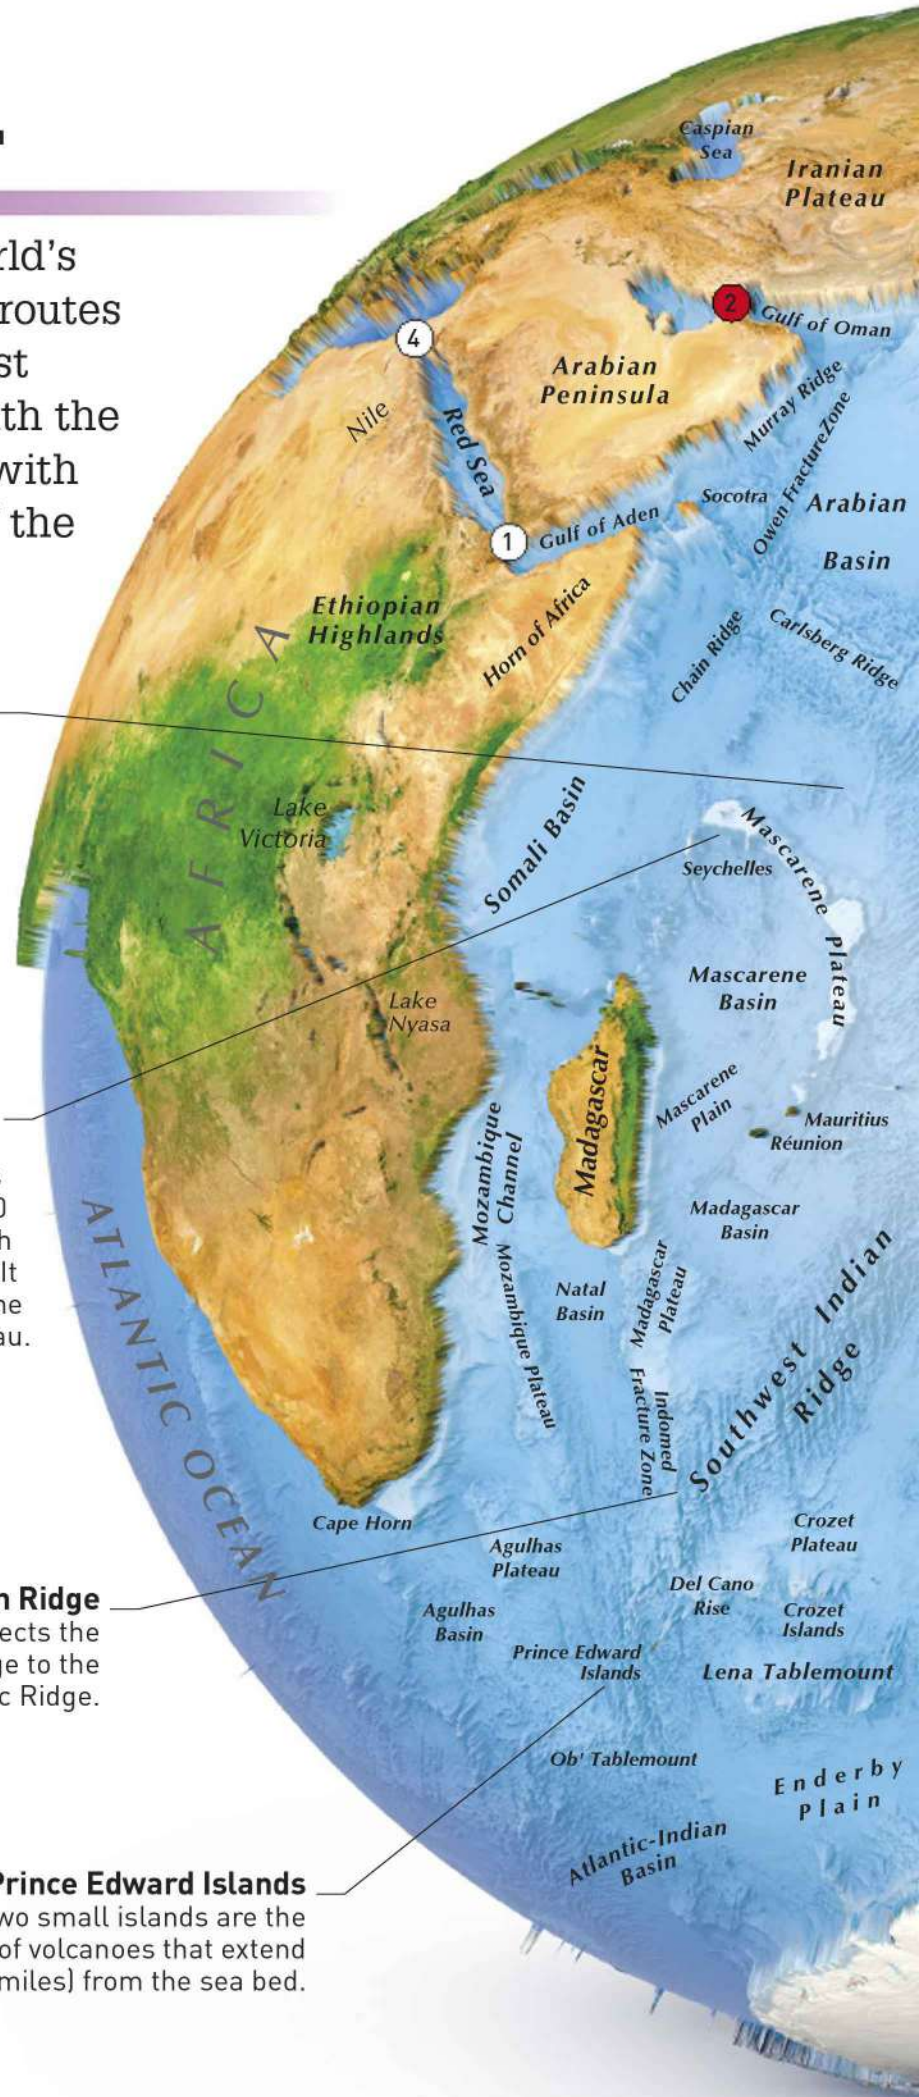 rld's
routes
st
th the
with
the
Caspian
Sea
Iranian
Plateau
2
Gulf of Oman
4
Arabian
Peninsula
Nile
Red Sea
Murray Ridge
Owen FractureZone
Socotra
Arabian
Basin
1
Gulf of Aden
Ethiopian
Highlands
Horn of Africa
Chain Ridge
Carlsberg Ridge
AFRICA
Lake
Victoria
Somali Basin
Mascarene Plateau
Seychelles
Mascarene
Basin
Lake
Nyasa
Madagascar
Mascarene
Plain
Mauritius
Réunion
Mozambique
Channel
Madagascar
Basin
0
h
lt
ne
au.
ATLANTIC OCEAN
Mozambique Plateau
Natal
Basin
Madagascar
Plateau
Indomed
Fracture Zone
Southwest Indian
Ridge
Cape Horn
Agulhas
Plateau
Crozet
Plateau
Del Cano
Rise
Crozet
Islands
Agulhas
Basin
Prince Edward
Islands
Lena Tablemount
n Ridge
ects the
ge to the
c Ridge.
Ob' Tablemount
Enderby
Plain
Atlantic-Indian
Basin
Prince Edward Islands
wo small islands are the
of volcanoes that extend
miles) from the sea bed.